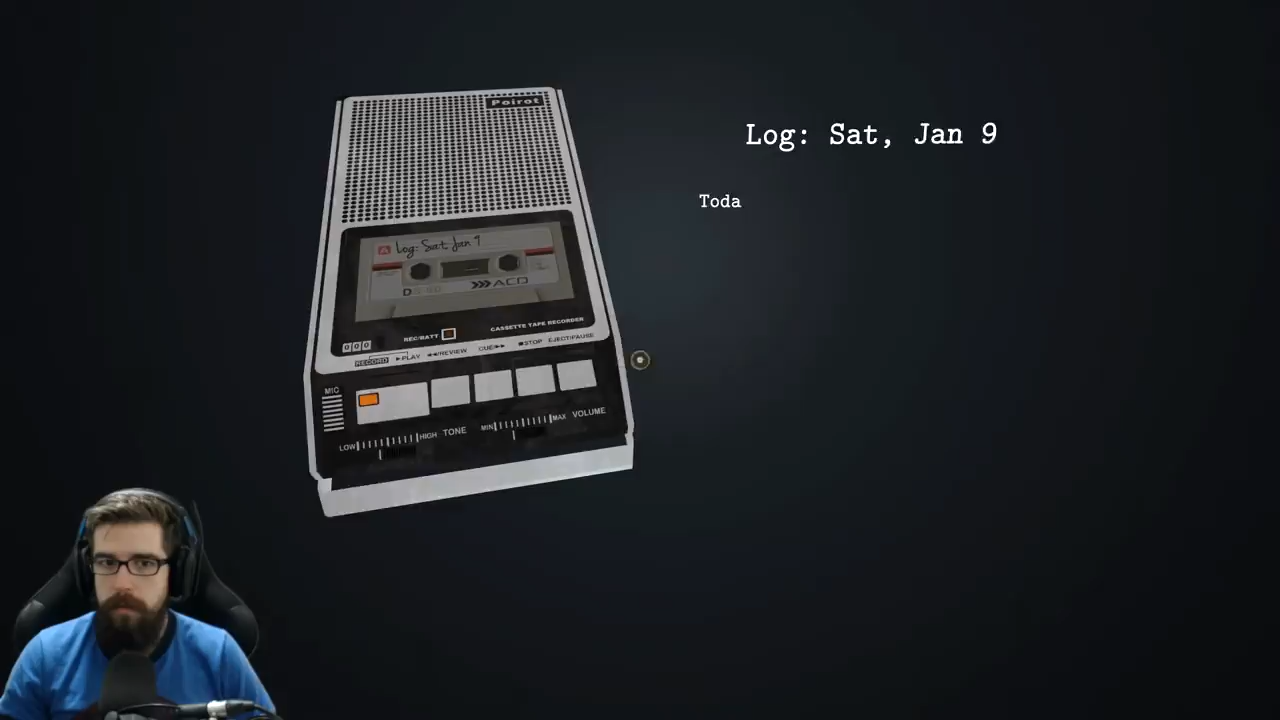 Poirot
Log: Sat, Jan 9
Toda
A Log: Sat, Jan 9
ACD
REC/BATT
CASSETTE TAPE RECORDER
000
RECORD ▶PLAY ◀◀/REVIEW CUE/▶▶ ■STOP EJECT/PAUSE
MIC
LOW HIGH TONE MIN MAX VOLUME